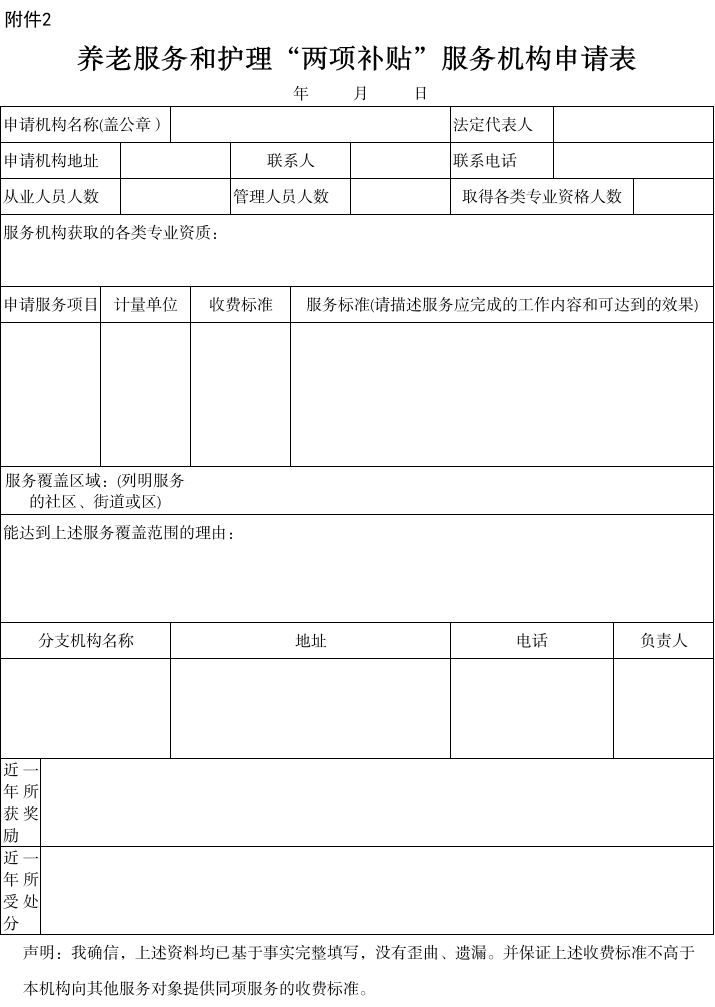 附件2
养老服务和护理“两项补贴”服务机构申请表
年 月 日
申请机构名称(盖公章 ) 法定代表人
申请机构地址 联系人 联系电话
从业人员人数 管理人员人数 取得各类专业资格人数
服务机构获取的各类专业资质：
申请服务项目 计量单位 收费标准 服务标准(请描述服务应完成的工作内容和可达到的效果)
服务覆盖区域：(列明服务
的社区、街道或区)
能达到上述服务覆盖范围的理由：
分支机构名称 地址 电话 负责人
近一
年所
获奖
励
近一
年所
受处
分
声明：我确信，上述资料均已基于事实完整填写，没有歪曲、遗漏。并保证上述收费标准不高于
本机构向其他服务对象提供同项服务的收费标准。